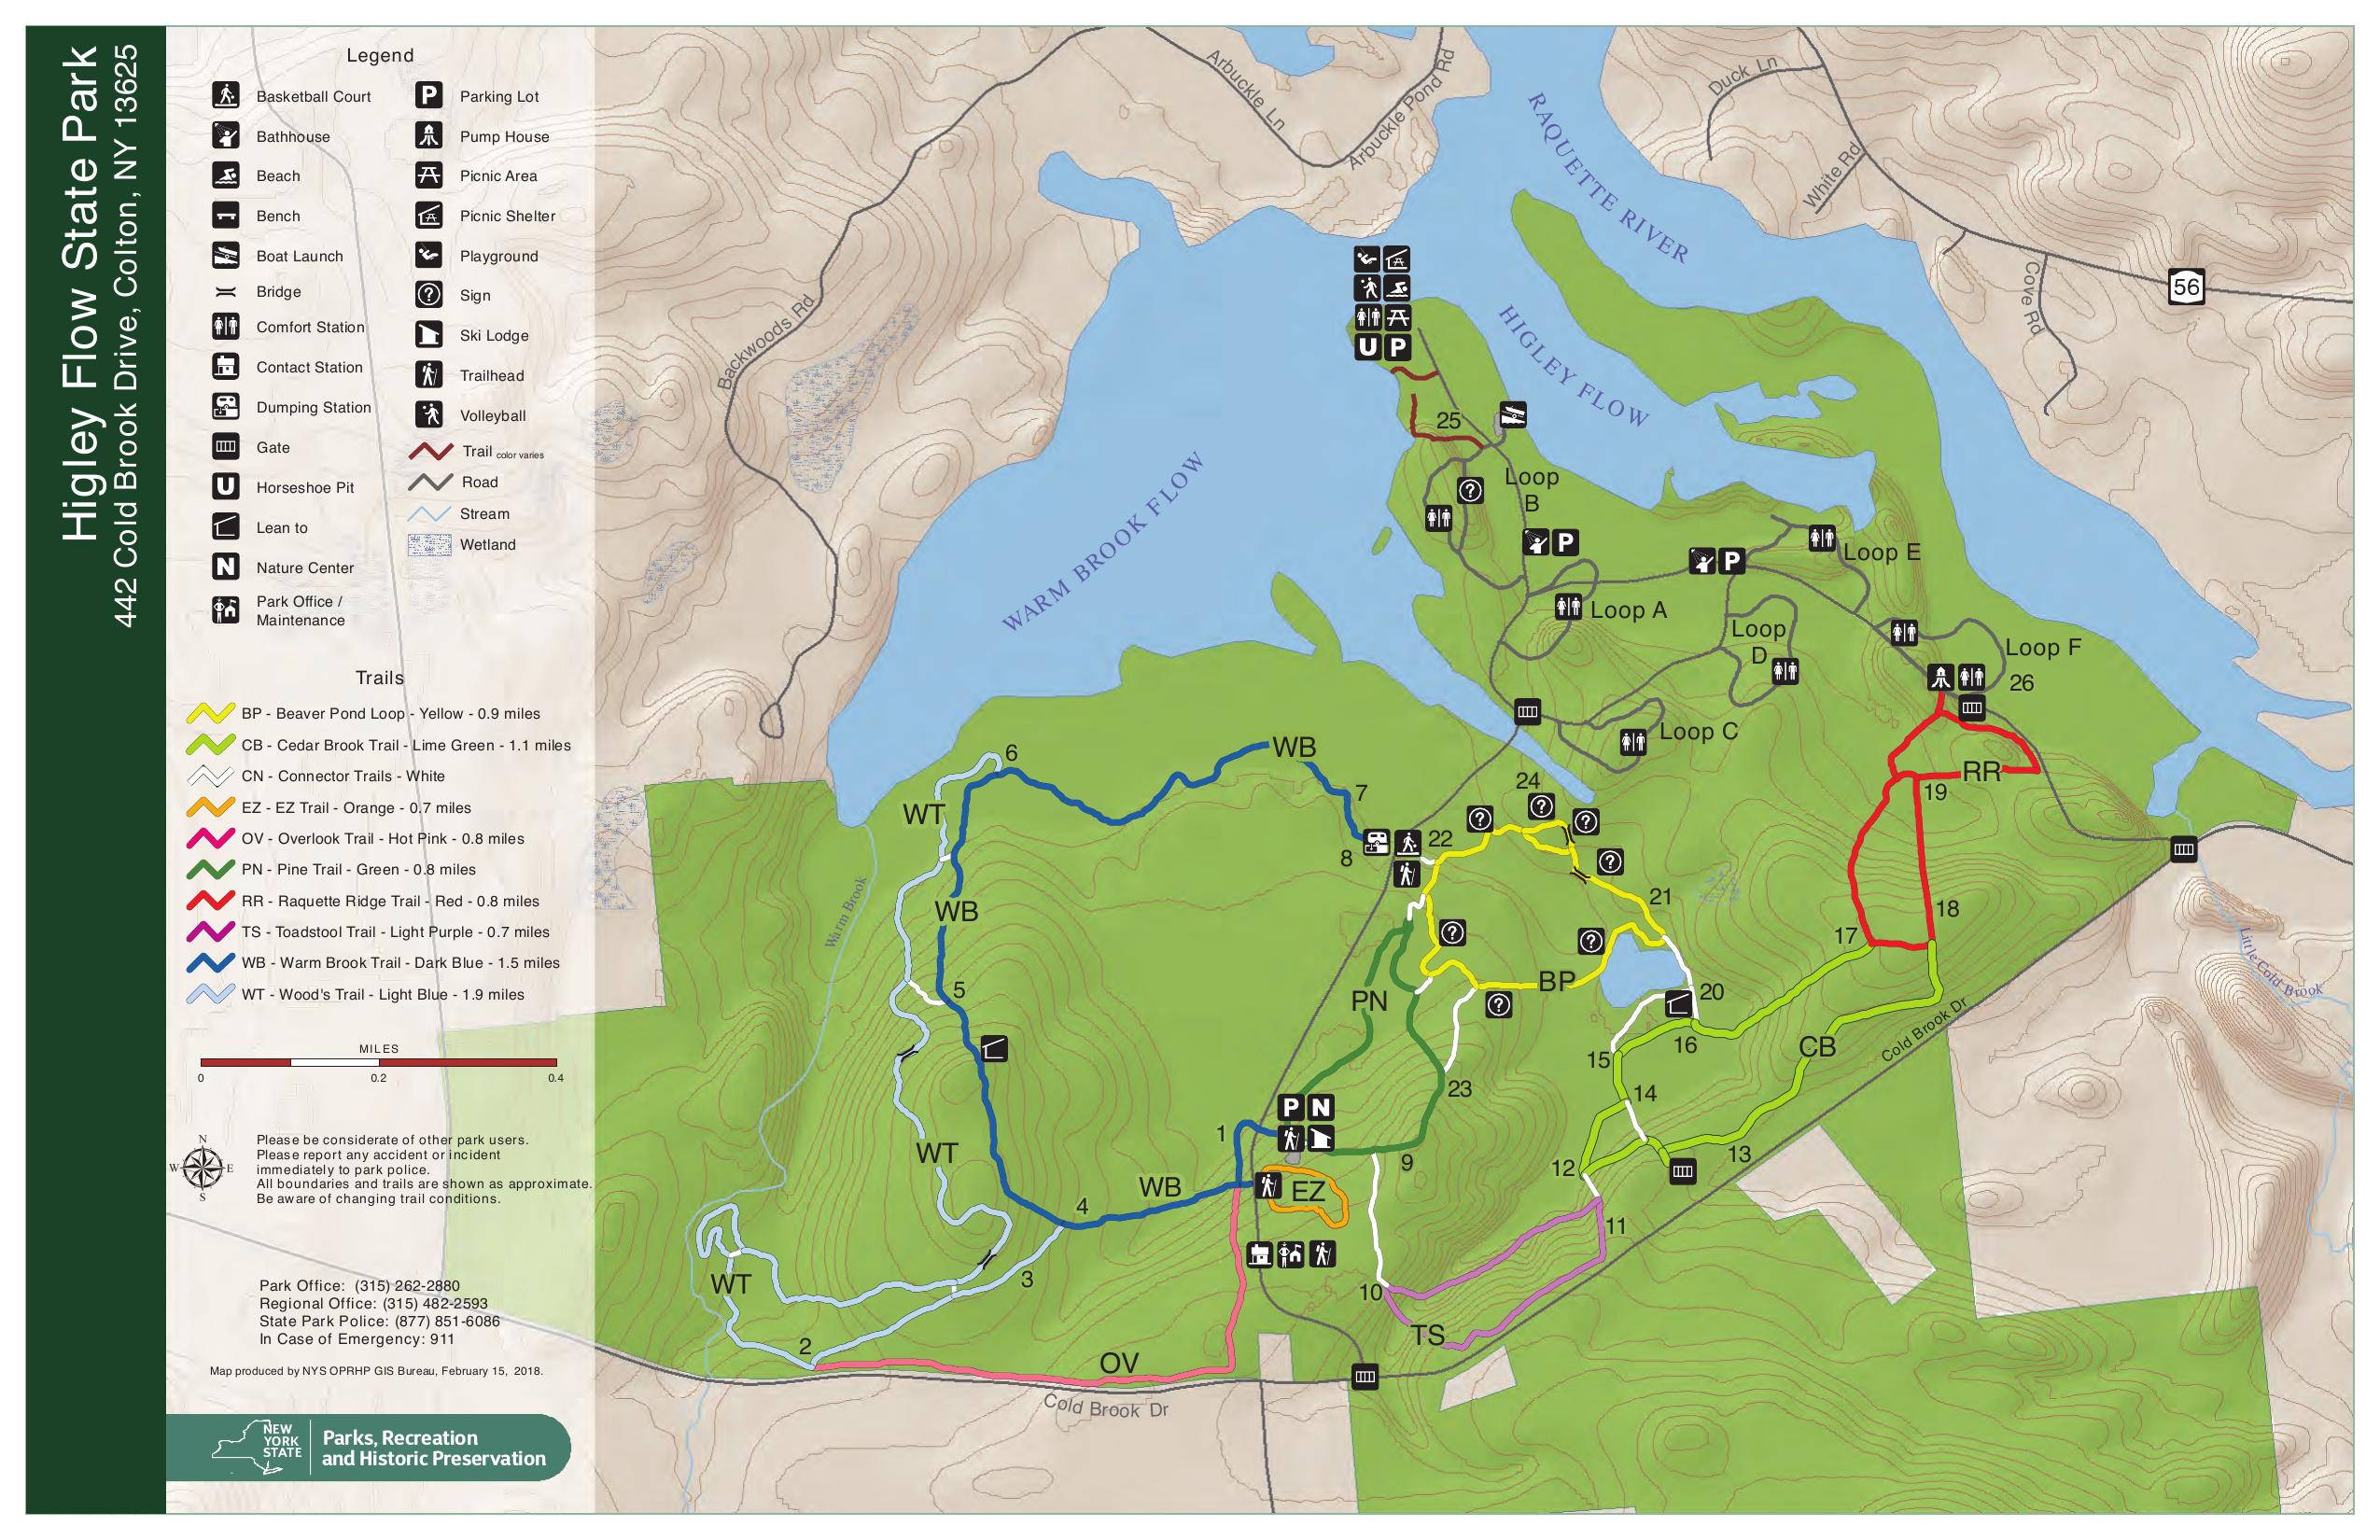 Higley Flow State Park
442 Cold Brook Drive, Colton, NY 13625
Legend
Basketball Court
Bathhouse
Beach
Bench
Boat Launch
Bridge
Comfort Station
Contact Station
Dumping Station
Gate
U Horseshoe Pit
Lean to
N Nature Center
Park Office /
Maintenance
P Parking Lot
Pump House
Picnic Area
Picnic Shelter
Playground
? Sign
Ski Lodge
Trailhead
Volleyball
Trail color varies
Road
Stream
Wetland
Trails
BP - Beaver Pond Loop - Yellow - 0.9 miles
CB - Cedar Brook Trail - Lime Green - 1.1 miles
CN - Connector Trails - White
EZ - EZ Trail - Orange - 0.7 miles
OV - Overlook Trail - Hot Pink - 0.8 miles
PN - Pine Trail - Green - 0.8 miles
RR - Raquette Ridge Trail - Red - 0.8 miles
TS - Toadstool Trail - Light Purple - 0.7 miles
WB - Warm Brook Trail - Dark Blue - 1.5 miles
WT - Wood's Trail - Light Blue - 1.9 miles
MILES
0 0.2 0.4
N
W E
S
Please be considerate of other park users.
Please report any accident or incident
immediately to park police.
All boundaries and trails are shown as approximate.
Be aware of changing trail conditions.
Park Office: (315) 262-2880
Regional Office: (315) 482-2593
State Park Police: (877) 851-6086
In Case of Emergency: 911
Map produced by NYS OPRHP GIS Bureau, February 15, 2018.
NEW
YORK
STATE
Parks, Recreation
and Historic Preservation
Arbuckle Ln
Arbuckle Pond Rd
Duck Ln
White Rd
RAQUETTE RIVER
Cove Rd
56
Backwoods Rd
HIGLEY FLOW
U P
25
WARM BROOK FLOW
?
Loop
B
P
P
Loop E
Loop A
Loop
D
Loop F
26
Loop C
WB
6
7
24
RR
19
WT
?
?
?
22
8
?
21
WB
18
17
Warm Brook
?
?
Little Cold Brook
BP
5
PN
?
20
Cold Brook Dr
16
CB
15
23
14
P N
1
13
WT
9
12
WB
EZ
4
11
3
WT
10
2
TS
OV
Cold Brook Dr